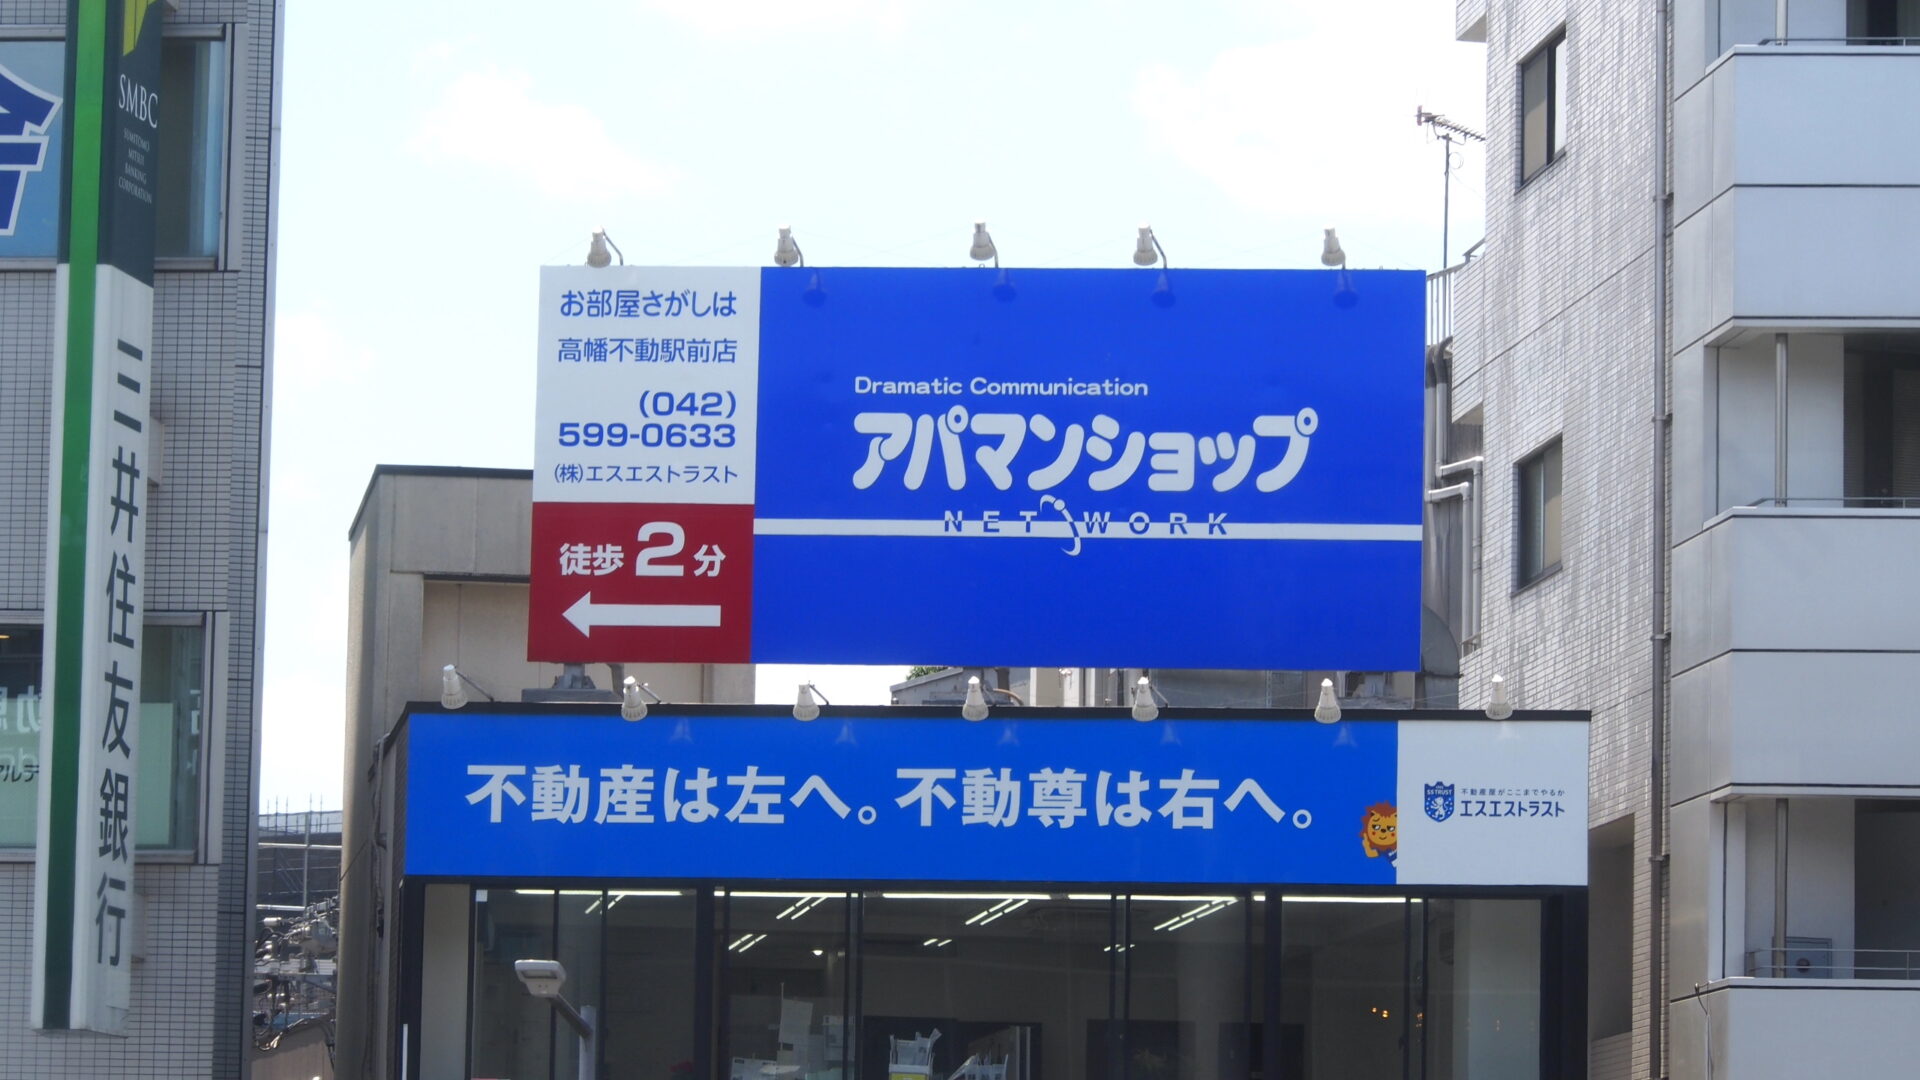 SMBC
SUMITOMO
MITSUI
BANKING
CORPORATION
三井住友銀行
お部屋さがしは
高幡不動駅前店
(042)
599-0633
(株)エスエストラスト
徒歩2分
Dramatic Communication
アパマンショップ
NETWORK
不動産は左へ。不動尊は右へ。
SS TRUST
不動産屋がここまでやるか
エスエストラスト